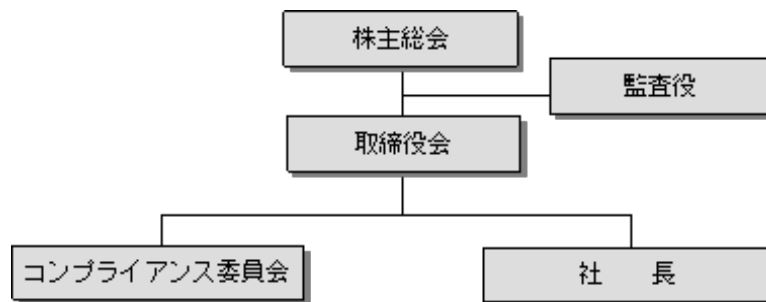 株主総会
監査役
取締役会
コンプライアンス委員会
社　　長